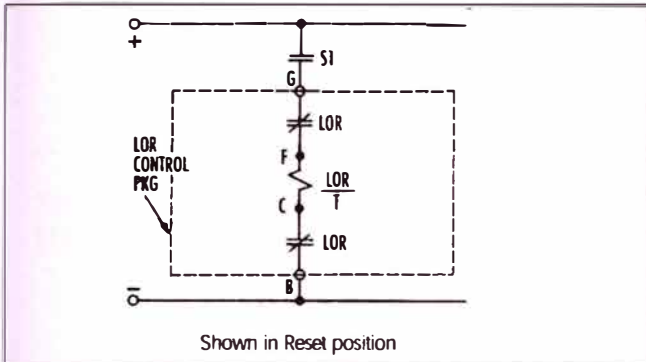 +
S1
G
LOR
LOR
CONTROL
PKG
F
LOR
T
C
LOR
B
−
Shown in Reset position